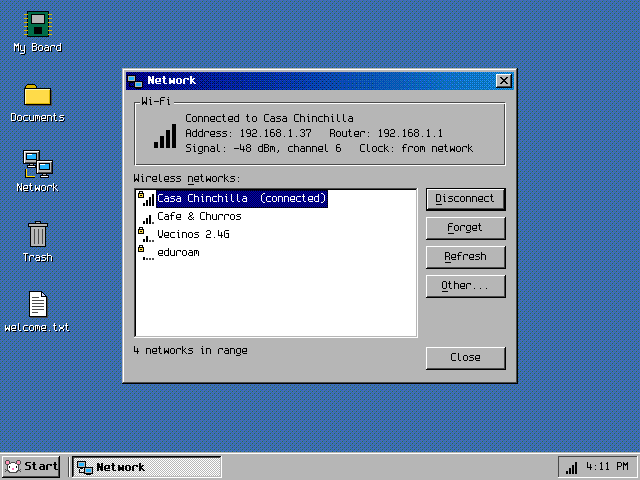 My Board
Documents
Network
Trash
welcome.txt
Network
Wi-Fi
Connected to Casa Chinchilla
Address: 192.168.1.37 Router: 192.168.1.1
Signal: -48 dBm, channel 6 Clock: from network
Wireless networks:
Casa Chinchilla (connected)
Cafe & Churros
Vecinos 2.4G
eduroam
Disconnect
Forget
Refresh
Other...
4 networks in range
Close
Start
Network
4:11 PM